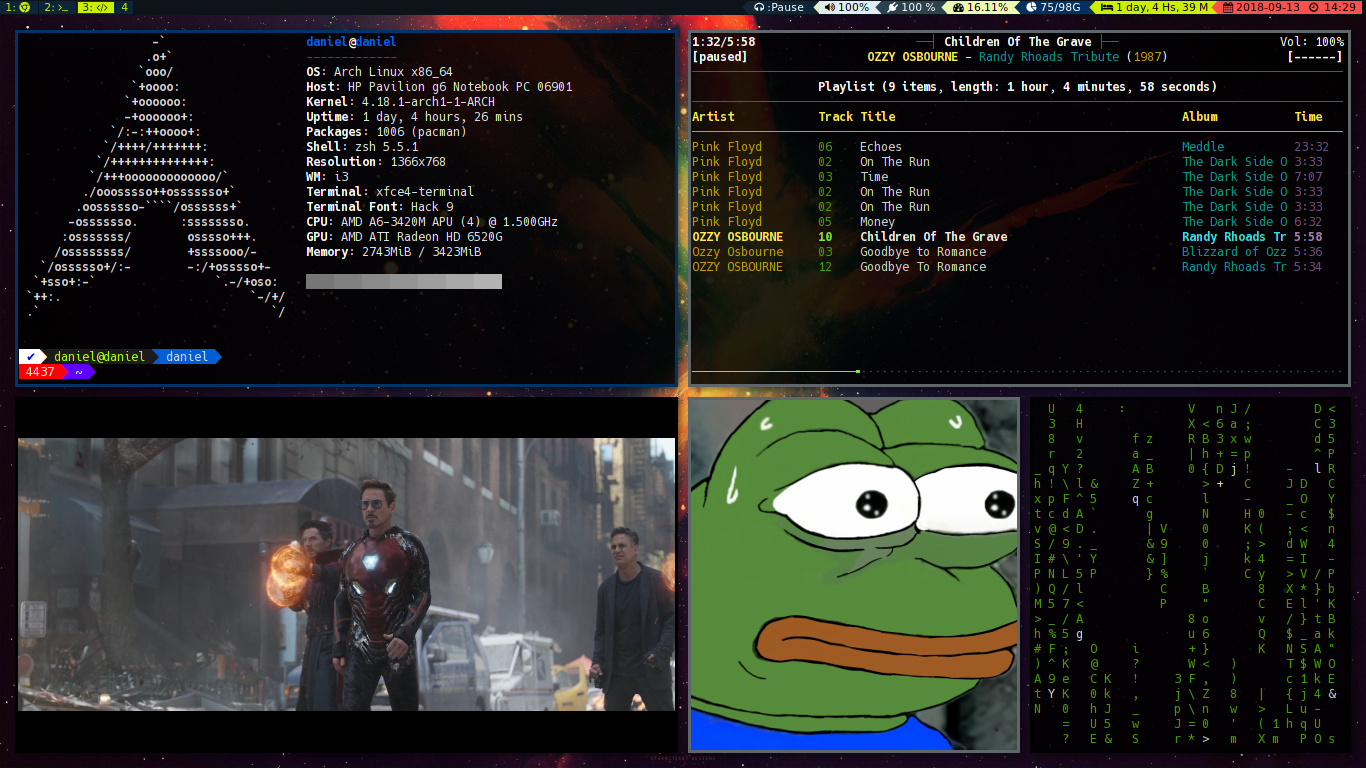 1: 2: >_ 3: </> 4
:Pause 100% 100 % 16.11% 75/98G 1 day, 4 Hs, 39 M 2018-09-13 14:29
daniel@daniel
--------------
OS: Arch Linux x86_64
Host: HP Pavilion g6 Notebook PC 06901
Kernel: 4.18.1-arch1-1-ARCH
Uptime: 1 day, 4 hours, 26 mins
Packages: 1006 (pacman)
Shell: zsh 5.5.1
Resolution: 1366x768
WM: i3
Terminal: xfce4-terminal
Terminal Font: Hack 9
CPU: AMD A6-3420M APU (4) @ 1.500GHz
GPU: AMD ATI Radeon HD 6520G
Memory: 2743MiB / 3423MiB
✔ daniel@daniel daniel
4437 ~
1:32/5:58 Children Of The Grave Vol: 100%
[paused] OZZY OSBOURNE - Randy Rhoads Tribute (1987) [------]
Playlist (9 items, length: 1 hour, 4 minutes, 58 seconds)
Artist Track Title Album Time
Pink Floyd 06 Echoes Meddle 23:32
Pink Floyd 02 On The Run The Dark Side O 3:33
Pink Floyd 03 Time The Dark Side O 7:07
Pink Floyd 02 On The Run The Dark Side O 3:33
Pink Floyd 02 On The Run The Dark Side O 3:33
Pink Floyd 05 Money The Dark Side O 6:32
OZZY OSBOURNE 10 Children Of The Grave Randy Rhoads Tr 5:58
Ozzy Osbourne 03 Goodbye to Romance Blizzard of Ozz 5:36
OZZY OSBOURNE 12 Goodbye To Romance Randy Rhoads Tr 5:34